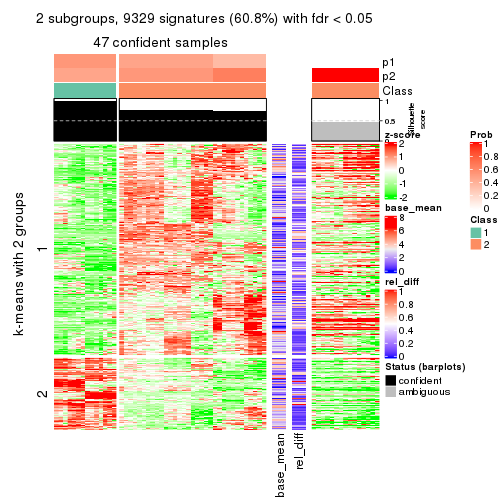 2 subgroups, 9329 signatures (60.8%) with fdr < 0.05
47 confident samples
p1
p2
Class
1
0.5
0
Silhouette
score
k-means with 2 groups
1
2
base_mean
rel_diff
z-score
2
1
0
-1
-2
base_mean
8
6
4
2
0
rel_diff
1
0.8
0.6
0.4
0.2
0
Status (barplots)
confident
ambiguous
Prob
1
0.8
0.6
0.4
0.2
0
Class
1
2